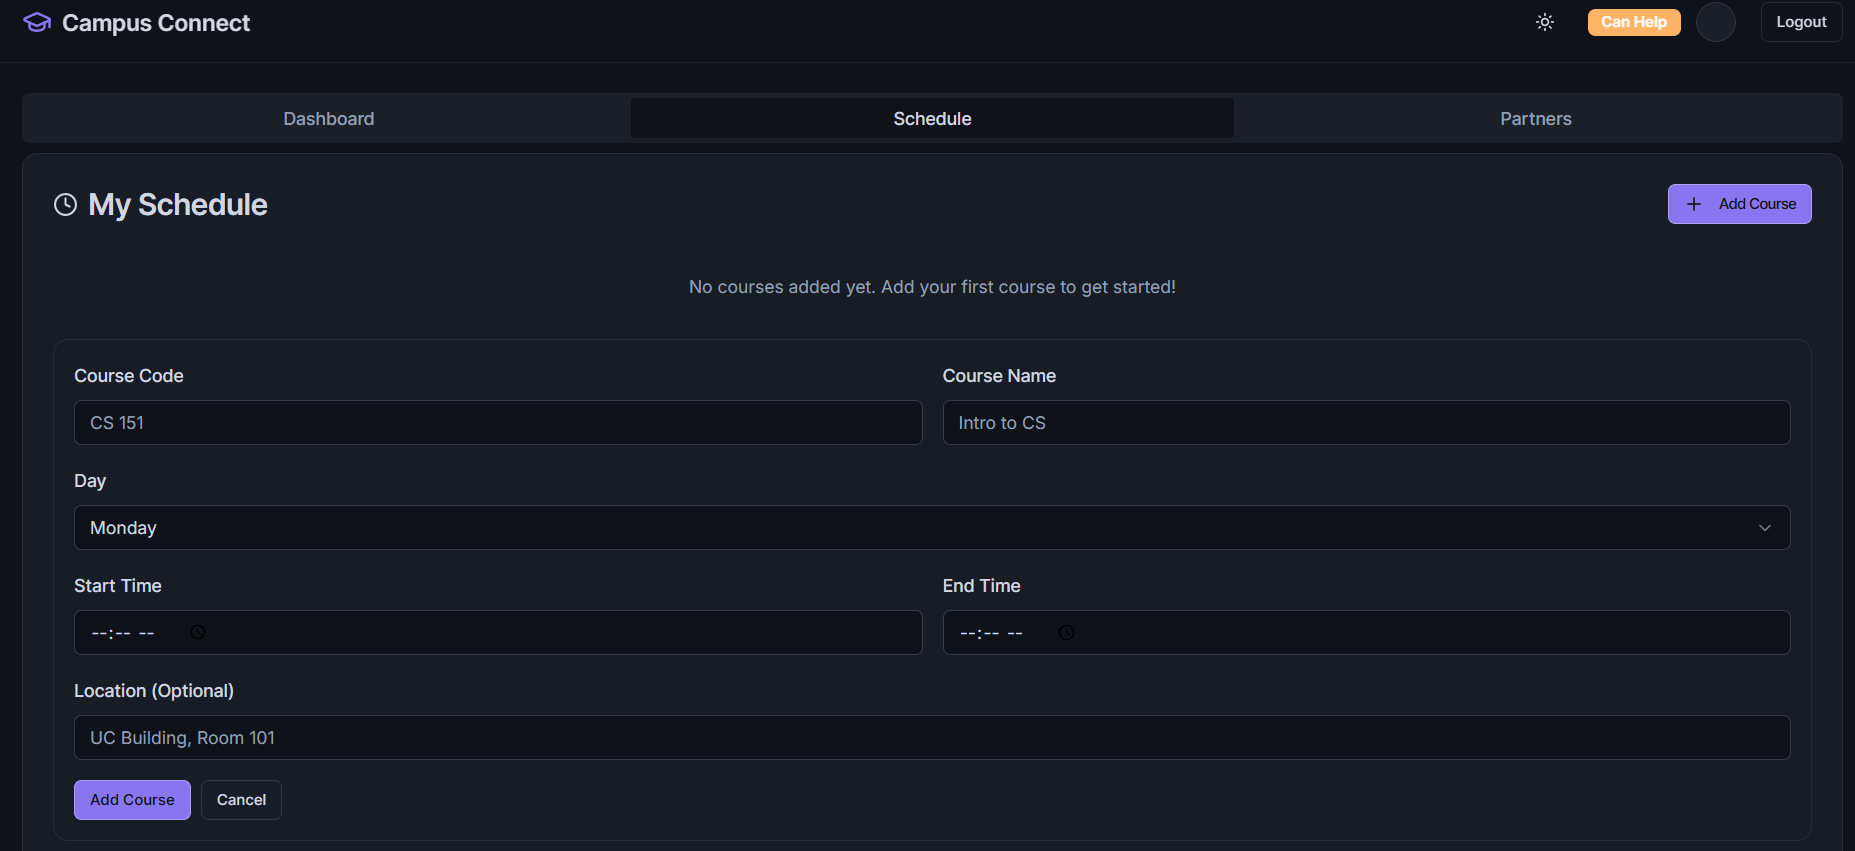 Campus Connect
Can Help
Logout
Dashboard
Schedule
Partners
My Schedule
+ Add Course
No courses added yet. Add your first course to get started!
Course Code
Course Name
CS 151
Intro to CS
Day
Monday
Start Time
End Time
--:-- --
--:-- --
Location (Optional)
UC Building, Room 101
Add Course
Cancel